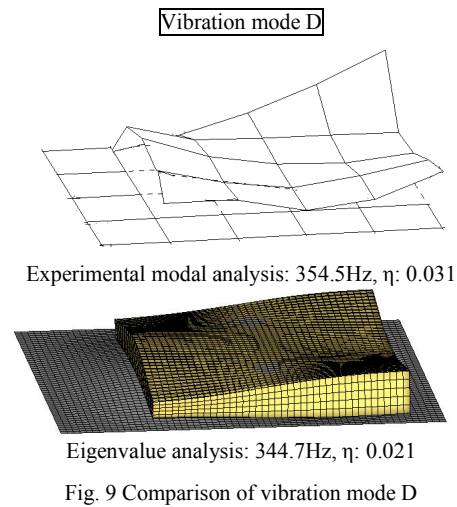 Vibration mode D
Experimental modal analysis: 354.5Hz, η: 0.031
Eigenvalue analysis: 344.7Hz, η: 0.021
Fig. 9 Comparison of vibration mode D